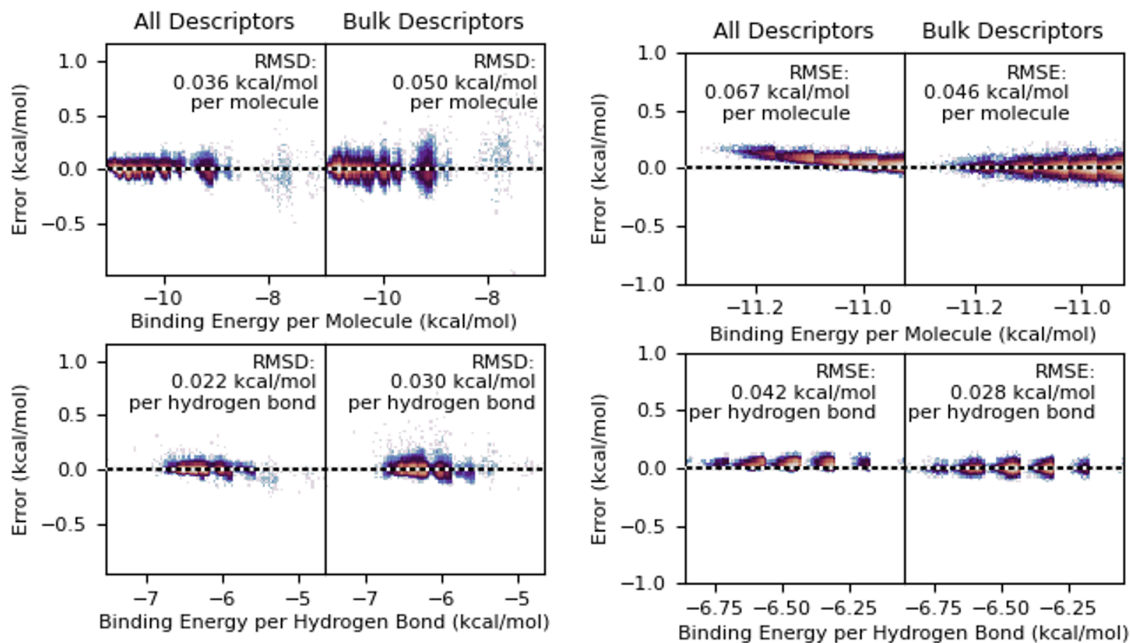 All Descriptors
Bulk Descriptors
1.0
0.5
0.0
−0.5
Error (kcal/mol)
RMSD:
0.036 kcal/mol
per molecule
RMSD:
0.050 kcal/mol
per molecule
−10
−8
−10
−8
Binding Energy per Molecule (kcal/mol)
All Descriptors
Bulk Descriptors
1.0
0.5
0.0
−0.5
−1.0
Error (kcal/mol)
RMSE:
0.067 kcal/mol
per molecule
RMSE:
0.046 kcal/mol
per molecule
−11.2
−11.0
−11.2
−11.0
Binding Energy per Molecule (kcal/mol)
1.0
0.5
0.0
−0.5
Error (kcal/mol)
RMSD:
0.022 kcal/mol
per hydrogen bond
RMSD:
0.030 kcal/mol
per hydrogen bond
−7
−6
−5
−7
−6
−5
Binding Energy per Hydrogen Bond (kcal/mol)
1.0
0.5
0.0
−0.5
−1.0
Error (kcal/mol)
RMSE:
0.042 kcal/mol
per hydrogen bond
RMSE:
0.028 kcal/mol
per hydrogen bond
−6.75
−6.50
−6.25
−6.75
−6.50
−6.25
Binding Energy per Hydrogen Bond (kcal/mol)